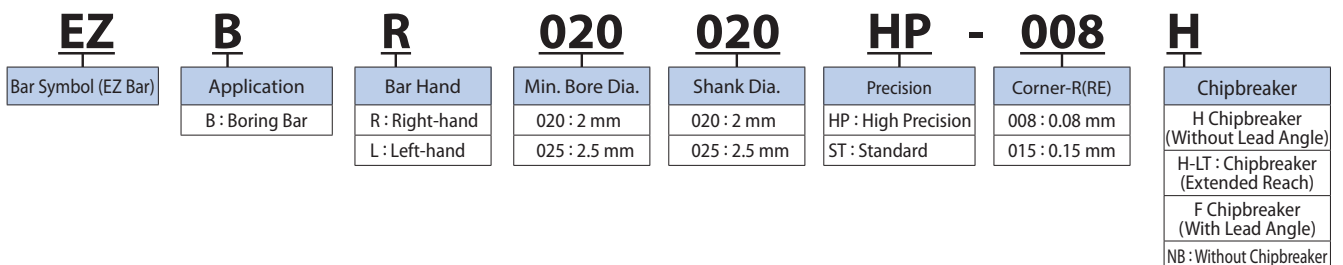 EZ B R 020 020 HP - 008 H
Bar Symbol (EZ Bar) Application Bar Hand Min. Bore Dia. Shank Dia. Precision Corner-R(RE) Chipbreaker
B : Boring Bar R : Right-hand 020 : 2 mm 020 : 2 mm HP : High Precision 008 : 0.08 mm H Chipbreaker
(Without Lead Angle)
L : Left-hand 025 : 2.5 mm 025 : 2.5 mm ST : Standard 015 : 0.15 mm H-LT : Chipbreaker
(Extended Reach)
F Chipbreaker
(With Lead Angle)
NB : Without Chipbreaker